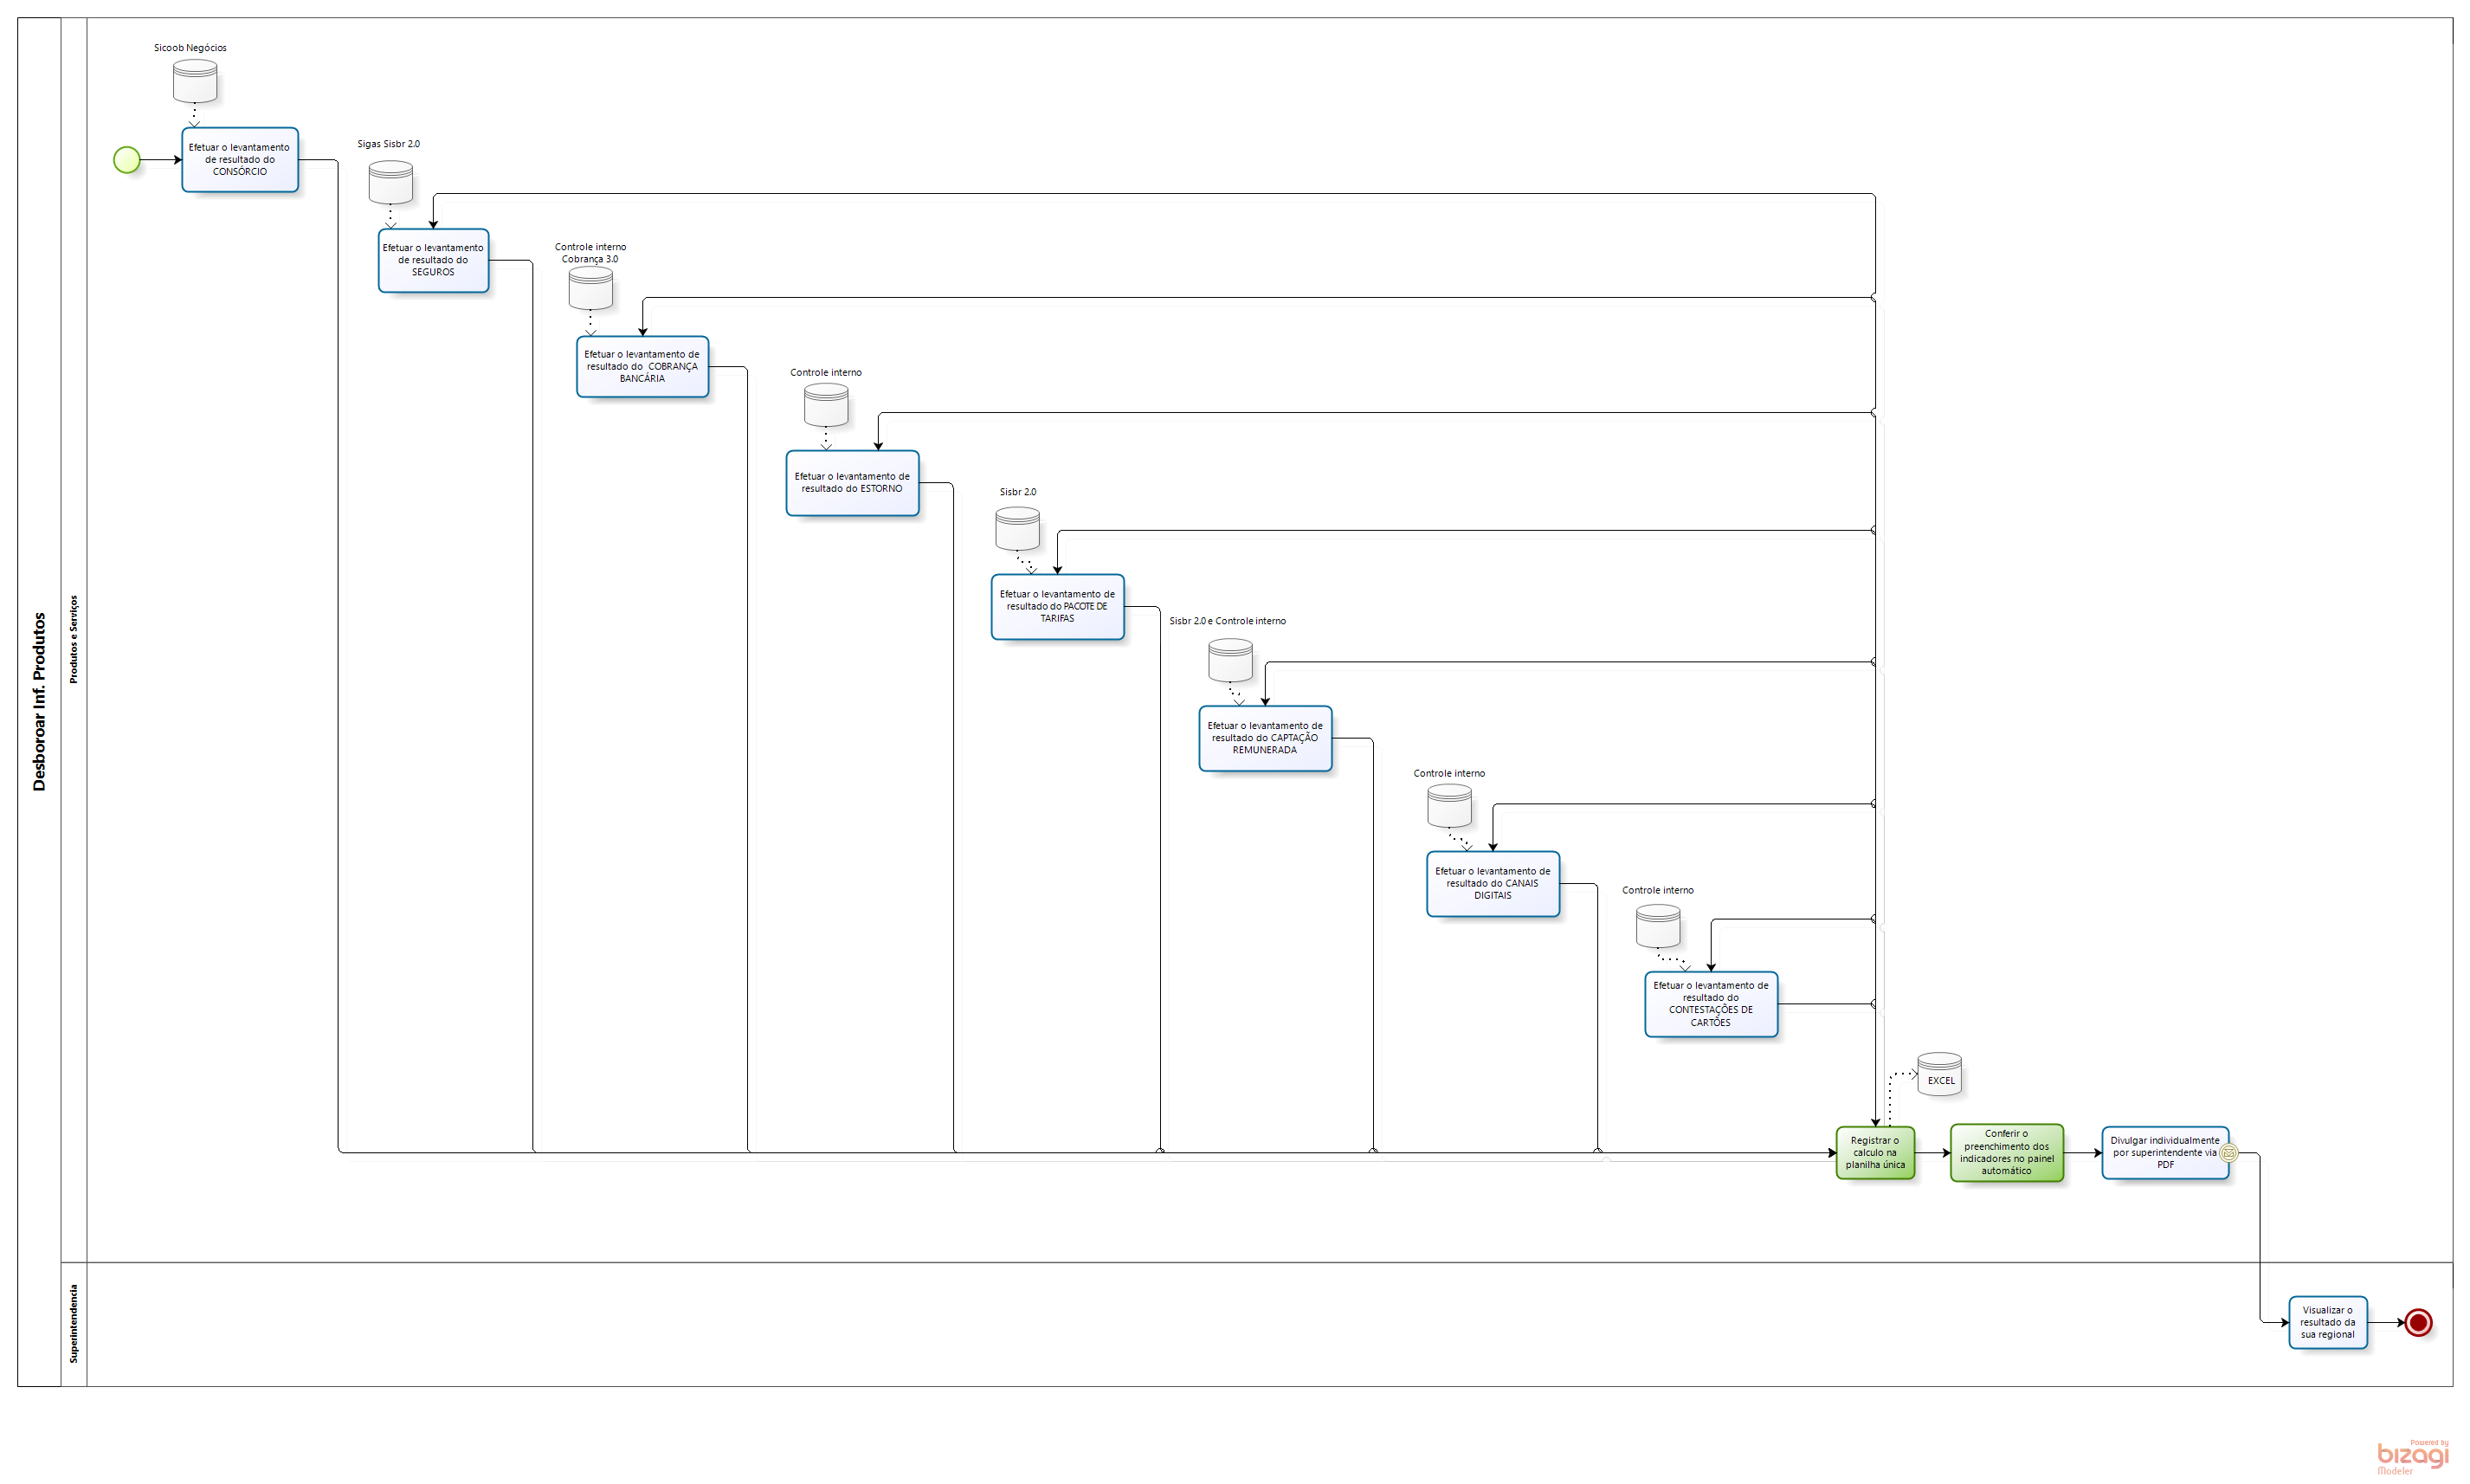 Desbororar Inf. Produtos
Produtos e Serviços
Sicoob Negócios
Efetuar o levantamento
de resultado do
CONSÓRCIO
Sigas Sisbr 2.0
Efetuar o levantamento
de resultado do
SEGUROS
Controle interno
Cobrança 3.0
Efetuar o levantamento de
resultado do  COBRANÇA
BANCÁRIA
Controle interno
Efetuar o levantamento de
resultado do ESTORNO
Sisbr 2.0
Efetuar o levantamento de
resultado do PACOTE DE
TARIFAS
Sisbr 2.0 e Controle interno
Efetuar o levantamento de
resultado do CAPTAÇÃO
REMUNERADA
Controle interno
Efetuar o levantamento de
resultado do CANAIS
DIGITAIS
Controle interno
Efetuar o levantamento de
resultado do
CONTESTAÇÕES DE
CARTÕES
EXCEL
Registrar o
calculo na
planilha única
Conferir o
preenchimento dos
indicadores no painel
automático
Divulgar individualmente
por superintendente via
PDF
Superintendencia
Visualizar o
resultado da
sua regional
Powered by
bizagi
Modeler